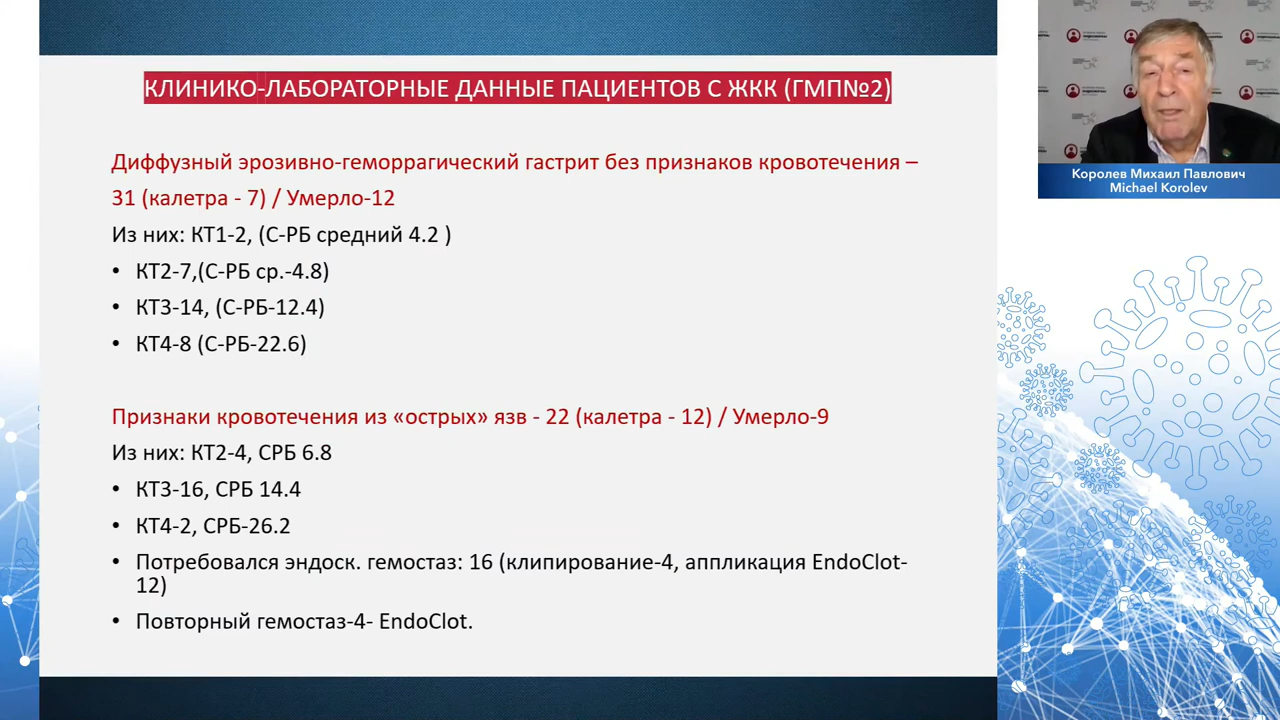 КЛИНИКО-ЛАБОРАТОРНЫЕ ДАННЫЕ ПАЦИЕНТОВ С ЖКК (ГМП№2)
Диффузный эрозивно-геморрагический гастрит без признаков кровотечения –
31 (калетра - 7) / Умерло-12
Из них: КТ1-2, (С-РБ средний 4.2 )
• КТ2-7,(С-РБ ср.-4.8)
• КТ3-14, (С-РБ-12.4)
• КТ4-8 (С-РБ-22.6)
Признаки кровотечения из «острых» язв - 22 (калетра - 12) / Умерло-9
Из них: КТ2-4, СРБ 6.8
• КТ3-16, СРБ 14.4
• КТ4-2, СРБ-26.2
• Потребовался эндоск. гемостаз: 16 (клипирование-4, аппликация EndoClot-
12)
• Повторный гемостаз-4- EndoClot.
Королев Михаил Павлович
Michael Korolev